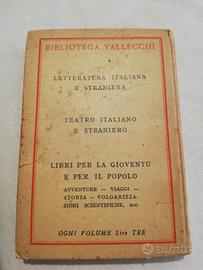 BIBLIOTECA VALLECCHI
LETTERATURA ITALIANA
E STRANIERA
TEATRO ITALIANO
E STRANIERO
LIBRI PER LA GIOVENTÙ
E PER IL POPOLO
AVVENTURE — VIAGGI —
STORIA — VOLGARIZZA-
ZIONI SCIENTIFICHE, ecc.
OGNI VOLUME Lire TRE
subito